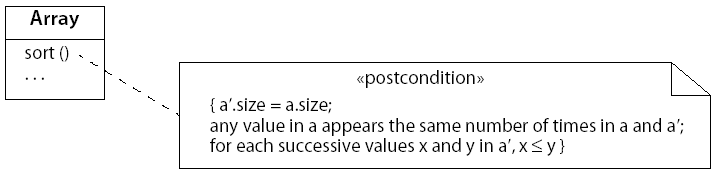 Array
sort ()
. . .
«postcondition»
{ a′.size = a.size;
any value in a appears the same number of times in a and a′;
for each successive values x and y in a′, x ≤ y }